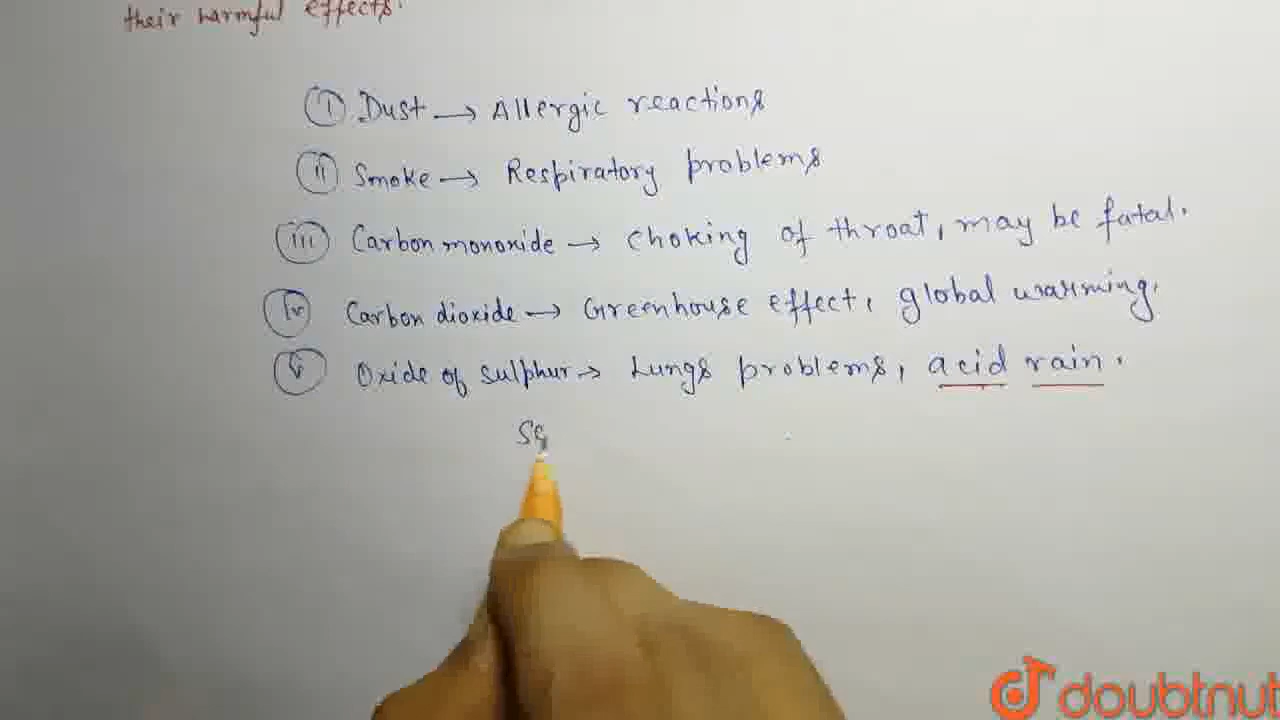 their harmful effects.
(i) Dust → Allergic reactions
(ii) Smoke → Respiratory problems
(iii) Carbon monoxide → choking of throat, may be fatal.
(iv) Carbon dioxide → Greenhouse effect, global warming.
(v) Oxide of sulphur → Lungs problems, acid rain.
doubtnut